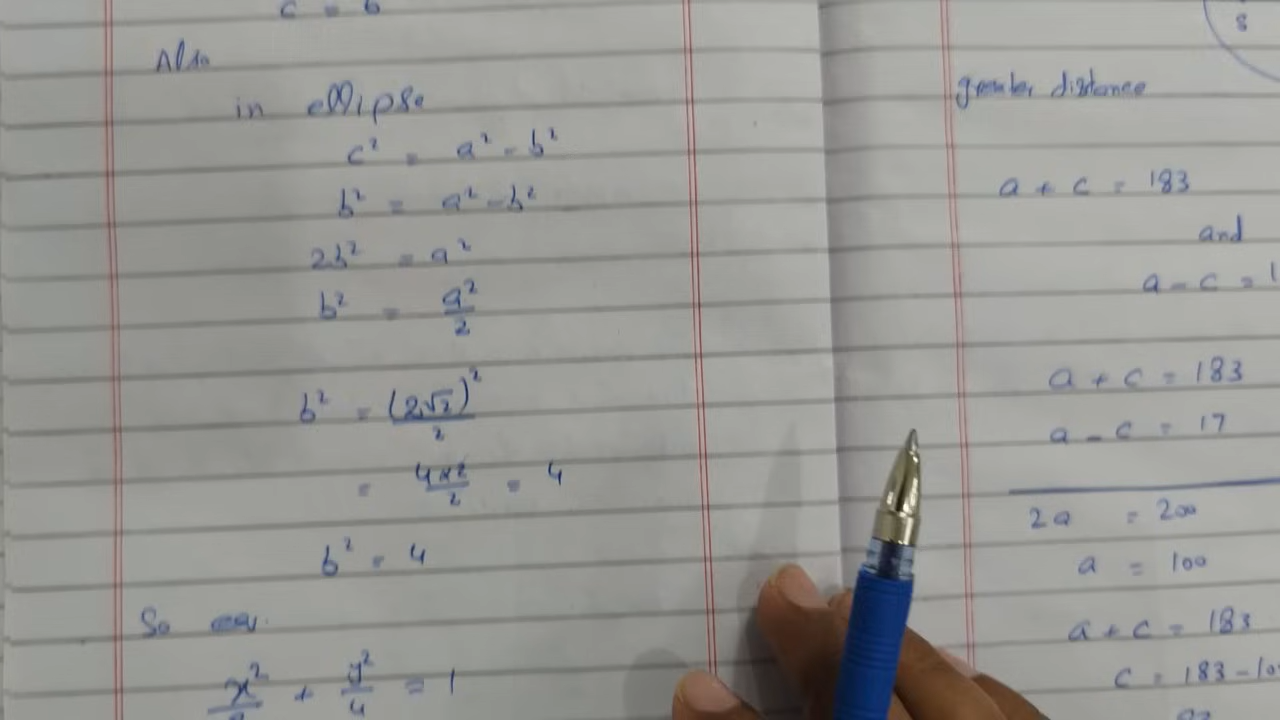 c = b
Also
in ellipse
c² = a² - b²
b² = a² - b²
2b² = a²
b² = a²/2
b² = (2√2)²/2
= 4×2/2 = 4
b² = 4
So
x²/ + y²/4 = 1
8
greater distance
a + c = 183
and
a - c = 1
a + c = 183
a - c = 17
2a = 200
a = 100
a + c = 183
c = 183 - 10